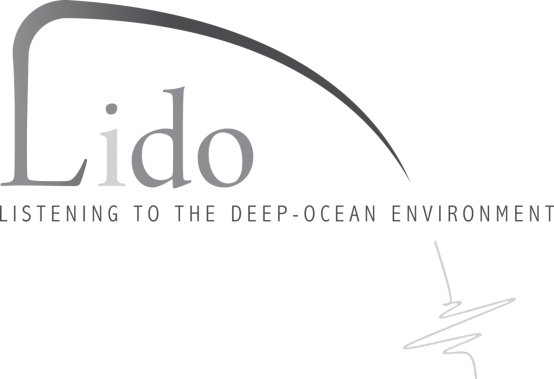 Lido
LISTENING TO THE DEEP-OCEAN ENVIRONMENT